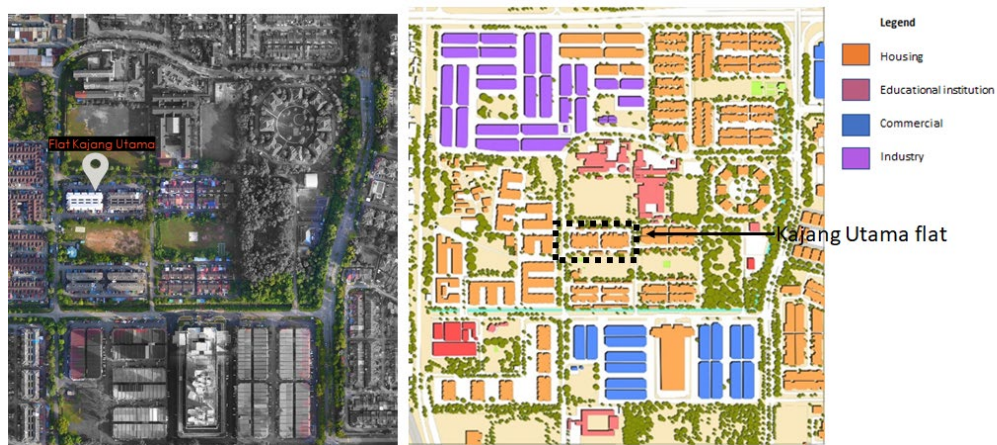 Flat Kajang Utama
Legend
Housing
Educational institution
Commercial
Industry
Kajang Utama flat